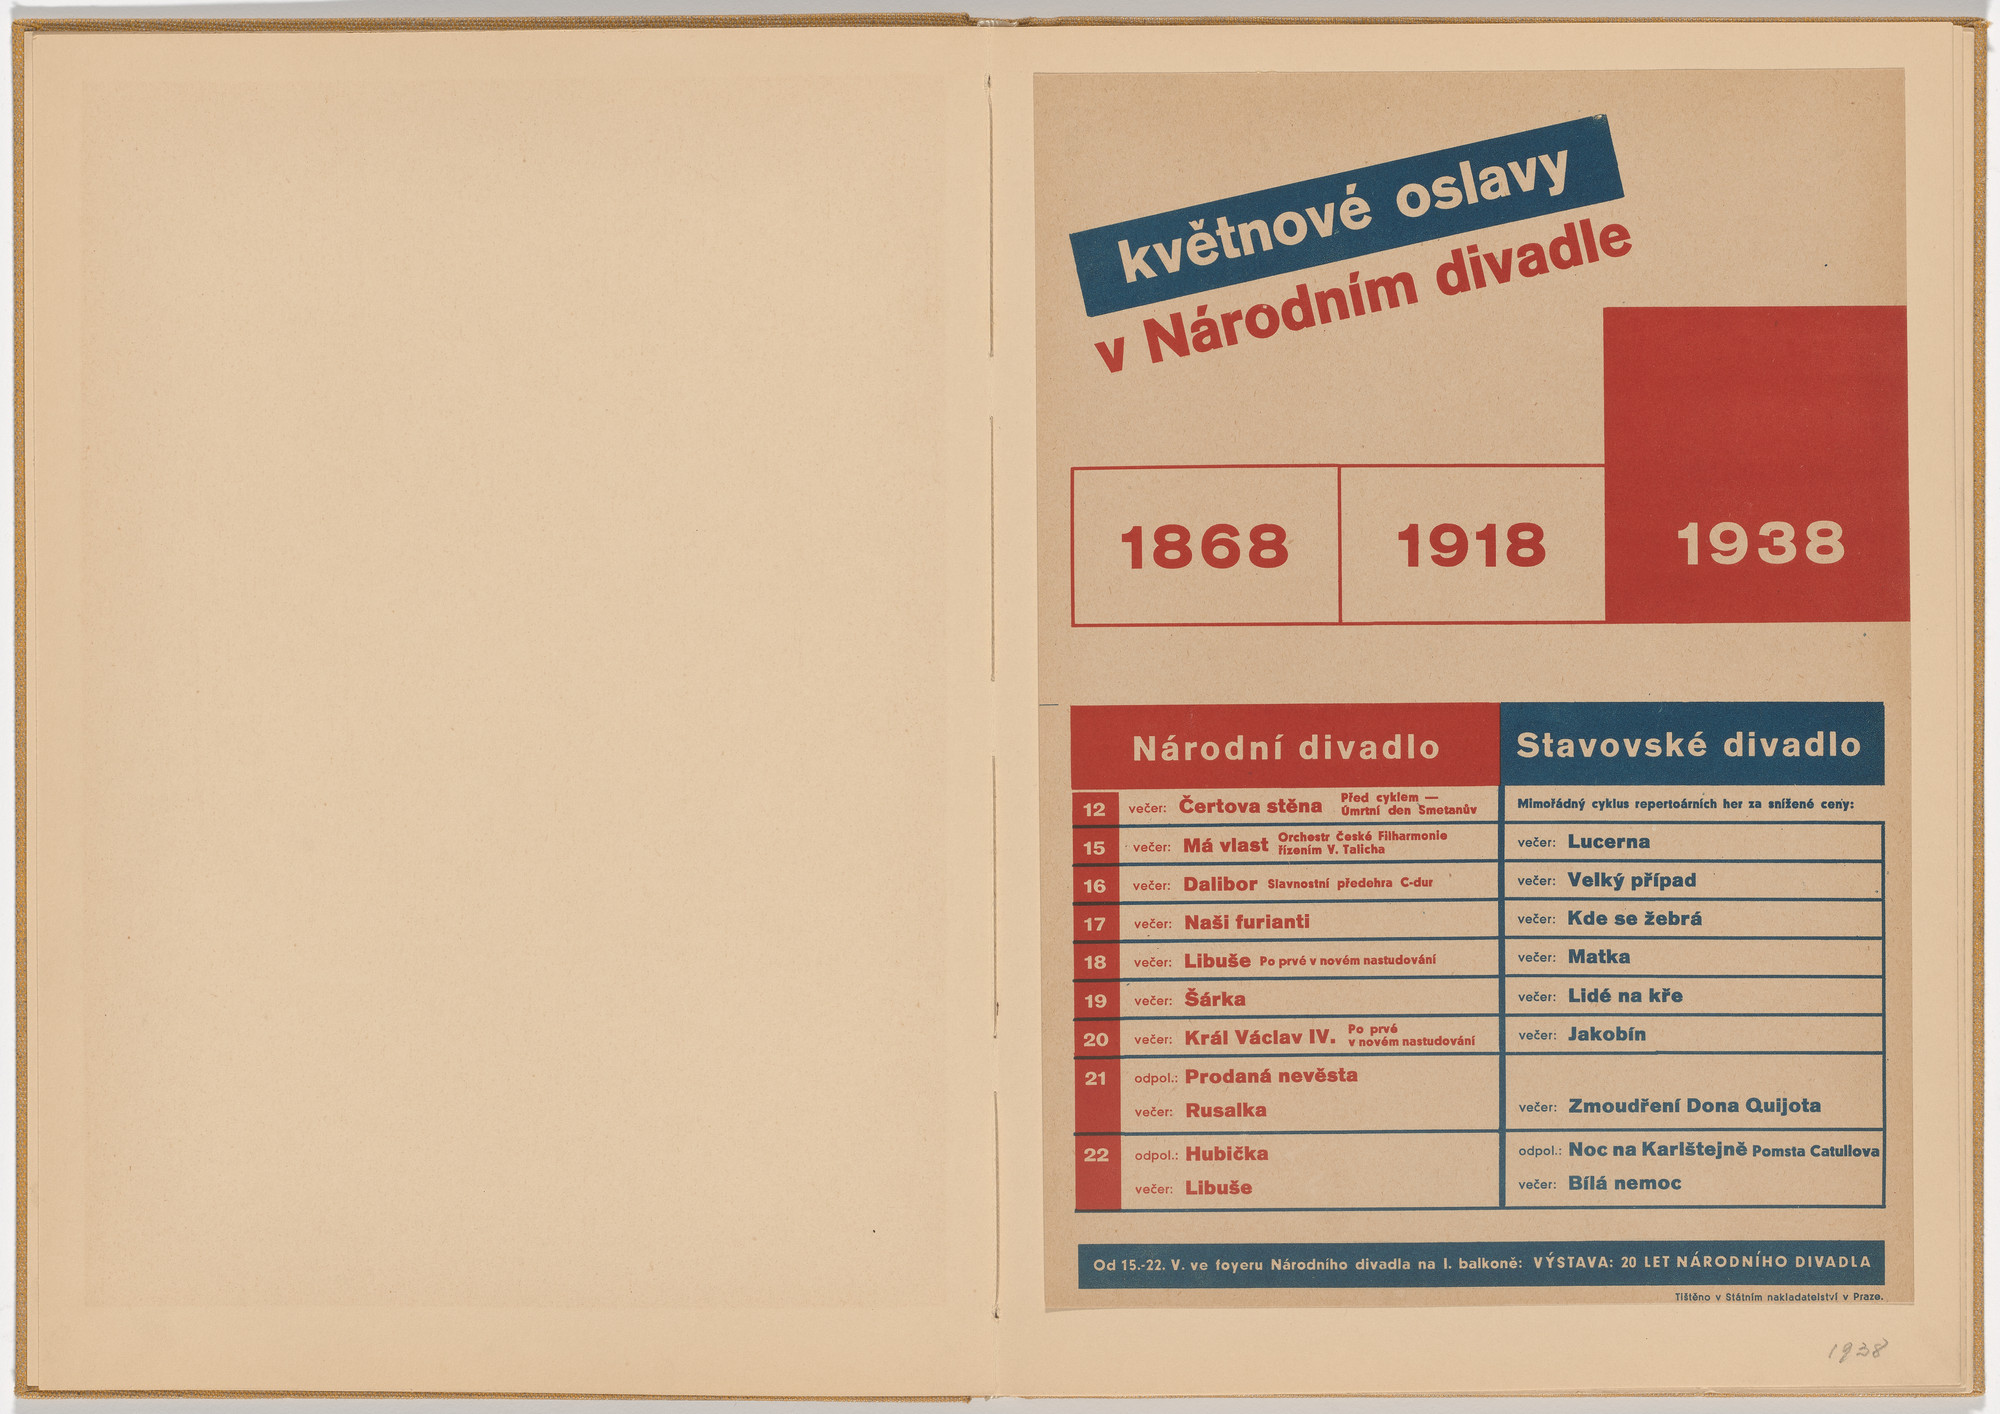 květnové oslavy
v Národním divadle
1868 1918 1938
Národní divadlo
12 večer: Čertova stěna Před cyklem —
Úmrtní den Smetanův
15 večer: Má vlast Orchestr České Filharmonie
řízením V. Talicha
16 večer: Dalibor Slavnostní předehra C-dur
17 večer: Naši furianti
18 večer: Libuše Po prvé v novém nastudování
19 večer: Šárka
20 večer: Král Václav IV. Po prvé
v novém nastudování
21 odpol.: Prodaná nevěsta
večer: Rusalka
22 odpol.: Hubička
večer: Libuše
Stavovské divadlo
Mimořádný cyklus repertoárních her za snížené ceny:
večer: Lucerna
večer: Velký případ
večer: Kde se žebrá
večer: Matka
večer: Lidé na kře
večer: Jakobín
večer: Zmoudření Dona Quijota
odpol.: Noc na Karlštejně Pomsta Catullova
večer: Bílá nemoc
Od 15.-22. V. ve foyeru Národního divadla na I. balkoně: VÝSTAVA: 20 LET NÁRODNÍHO DIVADLA
Tištěno v Státním nakladatelství v Praze.
1938